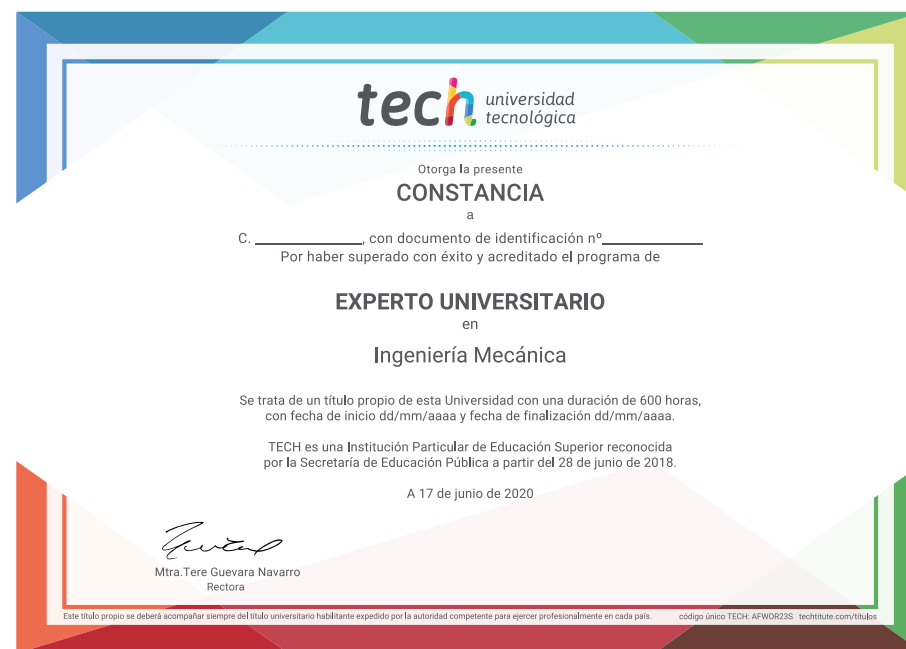 tech universidad
tecnológica
Otorga la presente
CONSTANCIA
a
C. ____________, con documento de identificación nº____________
Por haber superado con éxito y acreditado el programa de
EXPERTO UNIVERSITARIO
en
Ingeniería Mecánica
Se trata de un título propio de esta Universidad con una duración de 600 horas,
con fecha de inicio dd/mm/aaaa y fecha de finalización dd/mm/aaaa.
TECH es una Institución Particular de Educación Superior reconocida
por la Secretaría de Educación Pública a partir del 28 de junio de 2018.
A 17 de junio de 2020
Mtra.Tere Guevara Navarro
Rectora
Este título propio se deberá acompañar siempre del título universitario habilitante expedido por la autoridad competente para ejercer profesionalmente en cada país. código único TECH: AFWOR23S techtitute.com/titulos